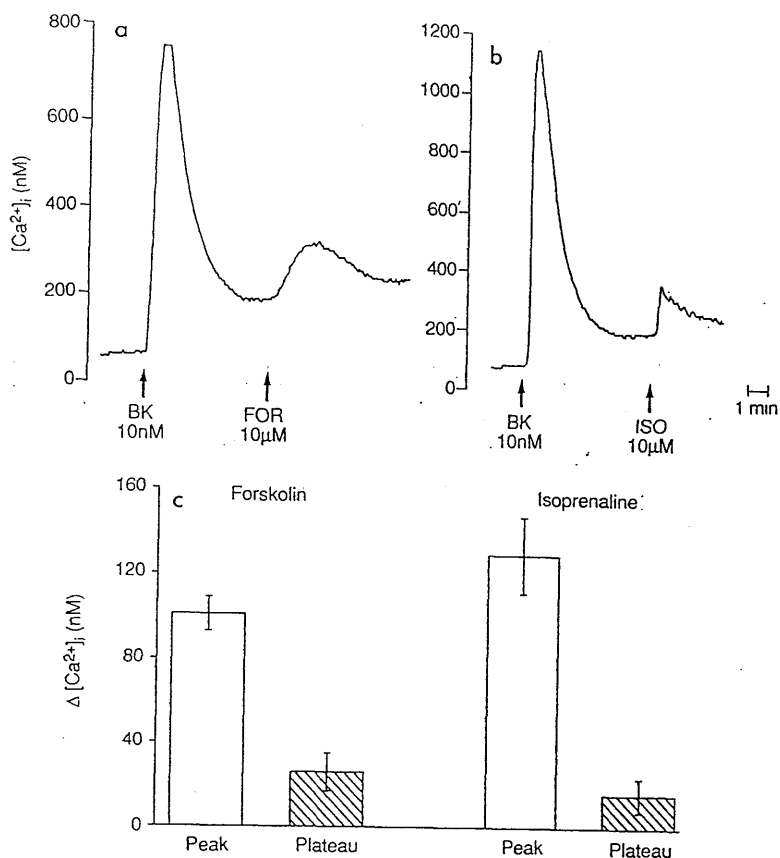 a
800
600
400
200
0
[Ca2+]i (nM)
BK
10nM
FOR
10µM
b
1200
1000
800
600'
400
200
0
BK
10nM
ISO
10µM
1 min
c
Forskolin
Isoprenaline
160
120
80
40
0
Δ [Ca2+]i (nM)
Peak
Plateau
Peak
Plateau